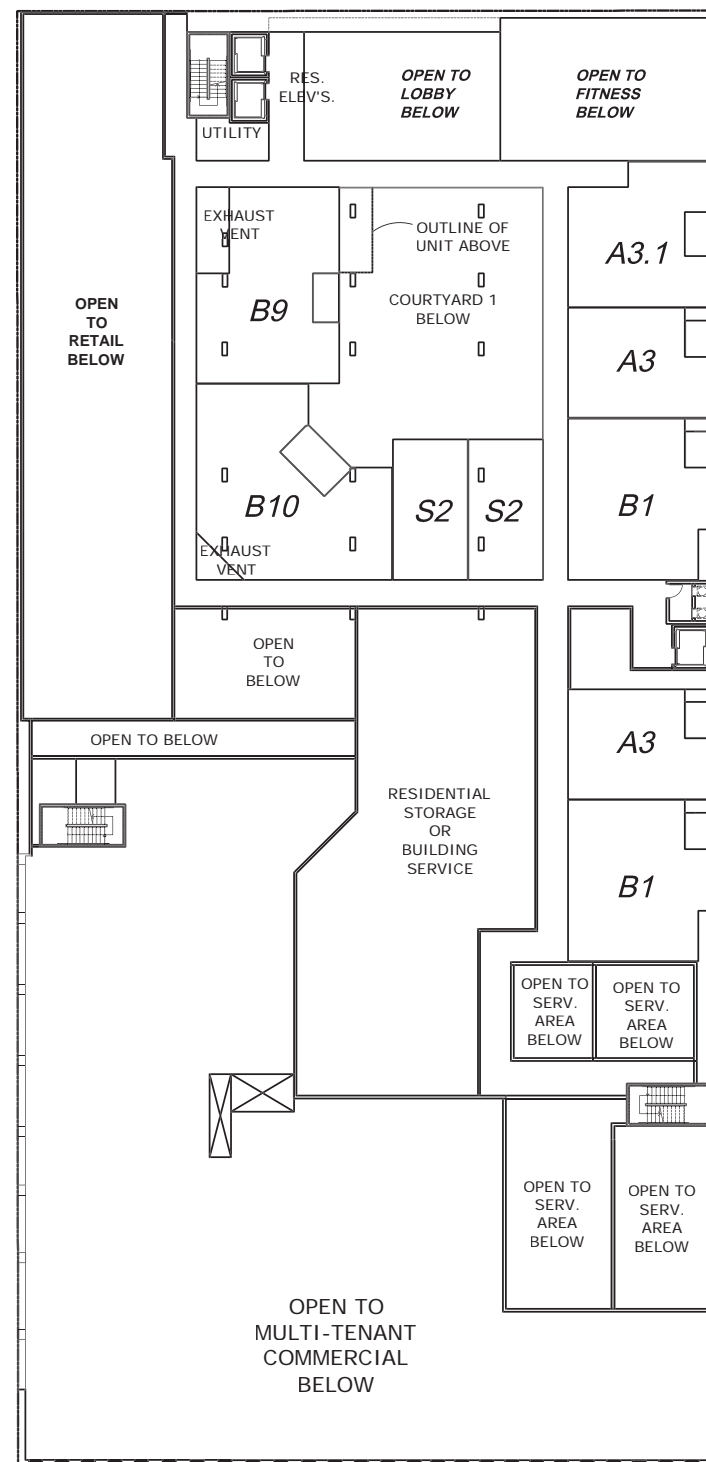 RES.
ELEV'S.
OPEN TO
LOBBY
BELOW
OPEN TO
FITNESS
BELOW
UTILITY
EXHAUST
VENT
OUTLINE OF
UNIT ABOVE
A3.1
COURTYARD 1
BELOW
B9
OPEN
TO
RETAIL
BELOW
A3
B10
S2
S2
B1
EXHAUST
VENT
OPEN
TO
BELOW
OPEN TO BELOW
A3
RESIDENTIAL
STORAGE
OR
BUILDING
SERVICE
B1
OPEN TO
SERV.
AREA
BELOW
OPEN TO
SERV.
AREA
BELOW
OPEN TO
SERV.
AREA
BELOW
OPEN TO
SERV.
AREA
BELOW
OPEN TO
MULTI-TENANT
COMMERCIAL
BELOW